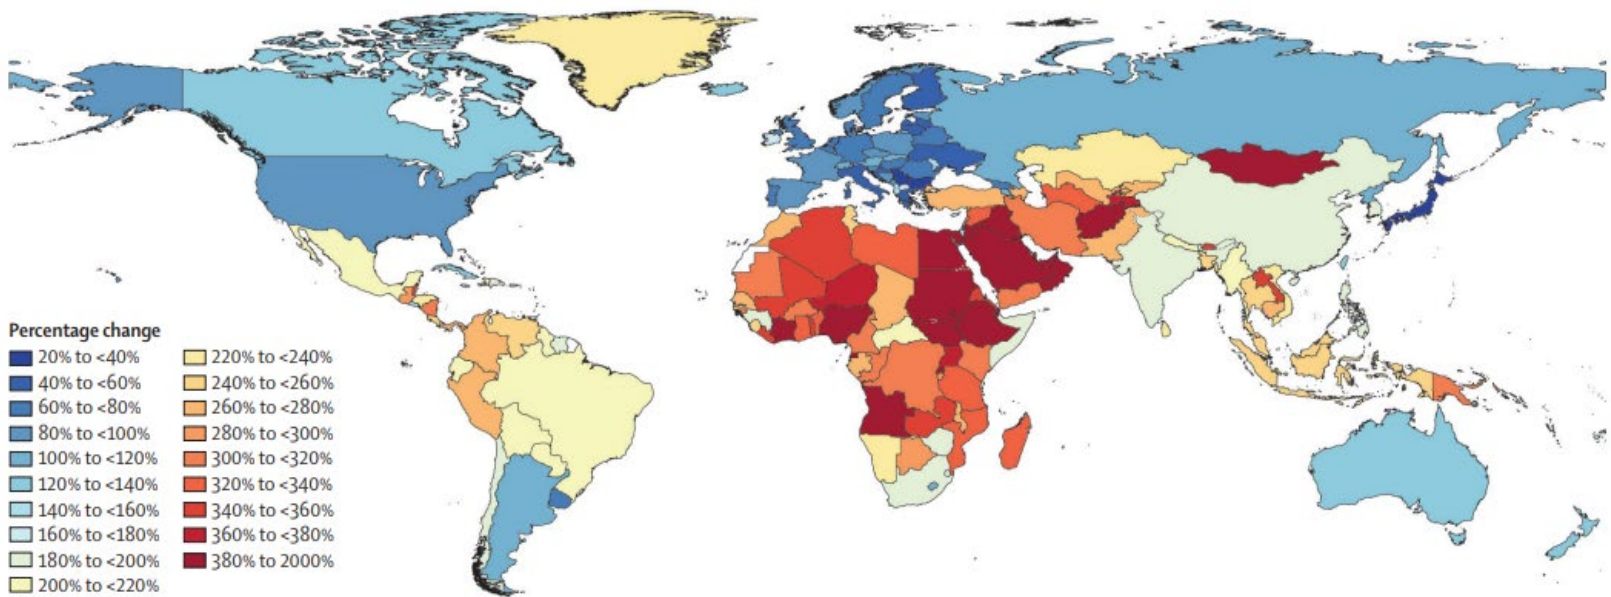 Percentage change
20% to <40%
40% to <60%
60% to <80%
80% to <100%
100% to <120%
120% to <140%
140% to <160%
160% to <180%
180% to <200%
200% to <220%
220% to <240%
240% to <260%
260% to <280%
280% to <300%
300% to <320%
320% to <340%
340% to <360%
360% to <380%
380% to 2000%